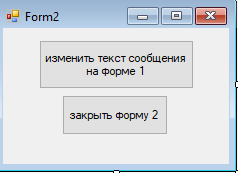 Form2
изменить текст сообщения
на форме 1
закрыть форму 2